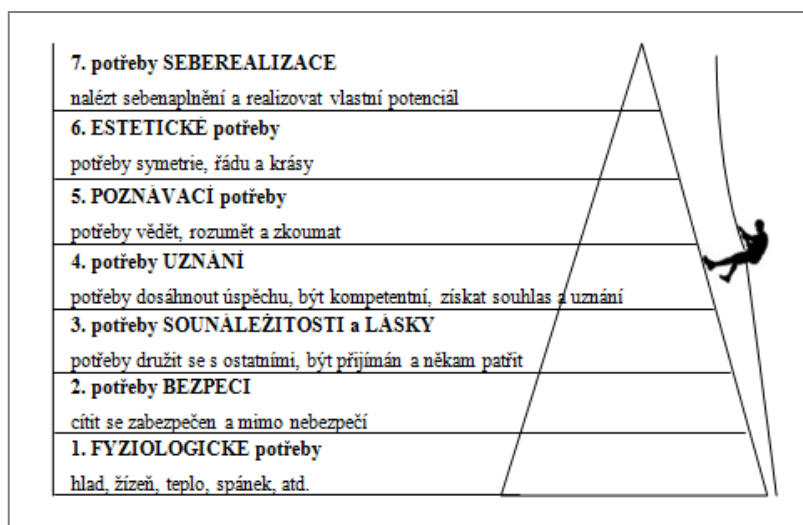 7. potřeby SEBEREALIZACE
nalézt sebenaplnění a realizovat vlastní potenciál
6. ESTETICKÉ potřeby
potřeby symetrie, řádu a krásy
5. POZNÁVACÍ potřeby
potřeby vědět, rozumět a zkoumat
4. potřeby UZNÁNÍ
potřeby dosáhnout úspěchu, být kompetentní, získat souhlas a uznání
3. potřeby SOUNÁLEŽITOSTI a LÁSKY
potřeby družit se s ostatními, být přijímán a někam patřit
2. potřeby BEZPECI
cítit se zabezpečen a mimo nebezpečí
1. FYZIOLOGICKE potřeby
hlad, žízeň, teplo, spánek, atd.